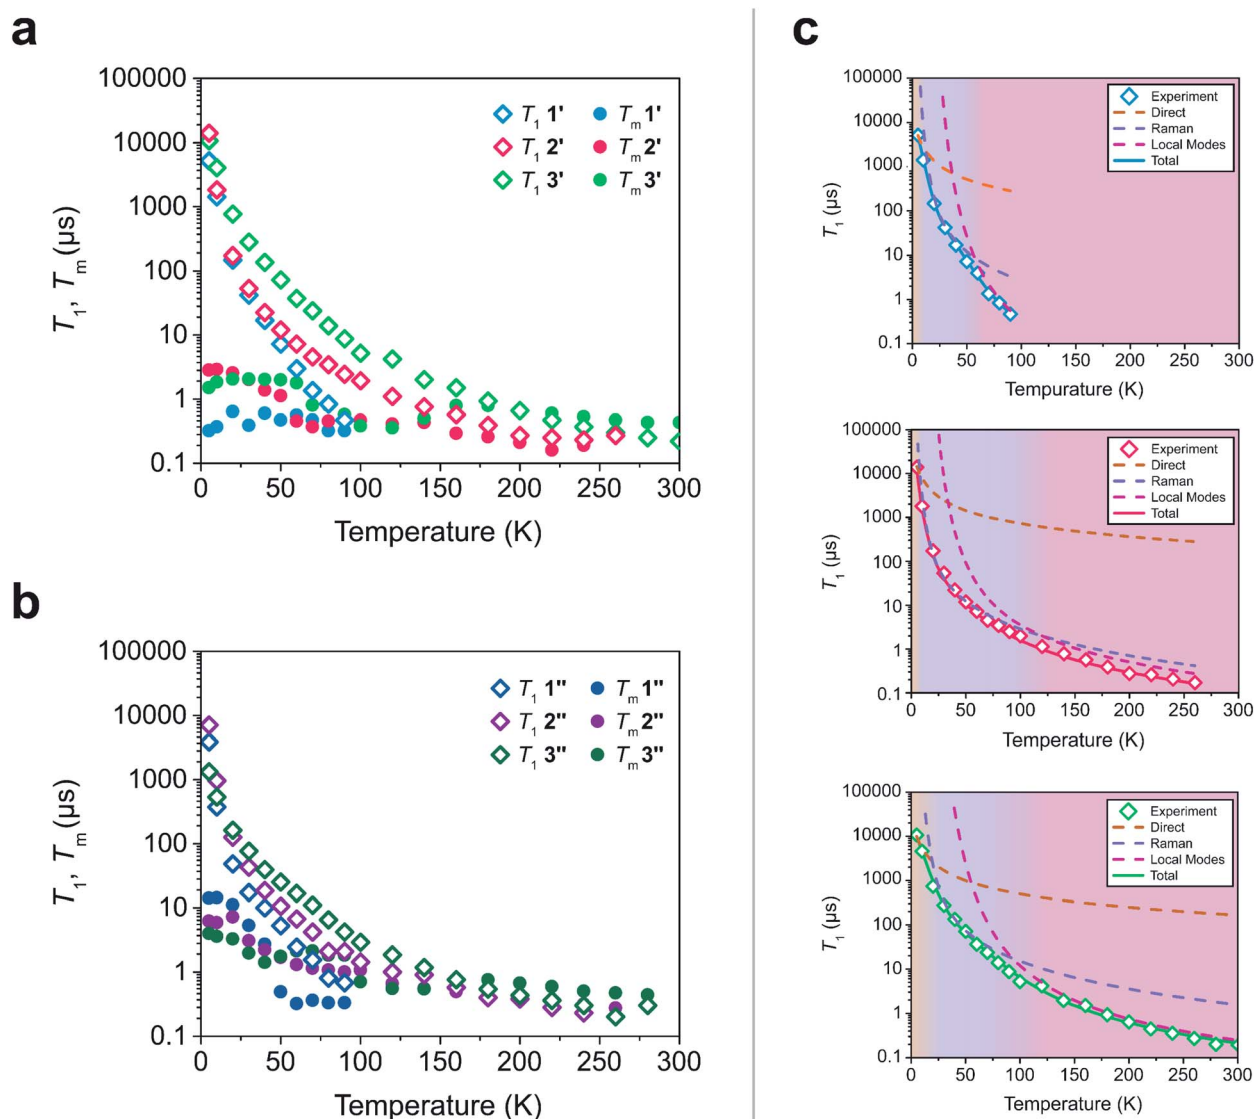 a
100000
10000
1000
100
10
1
0.1
T1, Tm (μs)
T1 1' Tm 1'
T1 2' Tm 2'
T1 3' Tm 3'
0 50 100 150 200 250 300
Temperature (K)
b
100000
10000
1000
100
10
1
0.1
T1, Tm (μs)
T1 1" Tm 1"
T1 2" Tm 2"
T1 3" Tm 3"
0 50 100 150 200 250 300
Temperature (K)
c
100000
10000
1000
100
10
1
0.1
T1 (μs)
Experiment
Direct
Raman
Local Modes
Total
0 50 100 150 200 250 300
Tempurature (K)
100000
10000
1000
100
10
1
0.1
T1 (μs)
Experiment
Direct
Raman
Local Modes
Total
0 50 100 150 200 250 300
Temperature (K)
100000
10000
1000
100
10
1
0.1
T1 (μs)
Experiment
Direct
Raman
Local Modes
Total
0 50 100 150 200 250 300
Temperature (K)